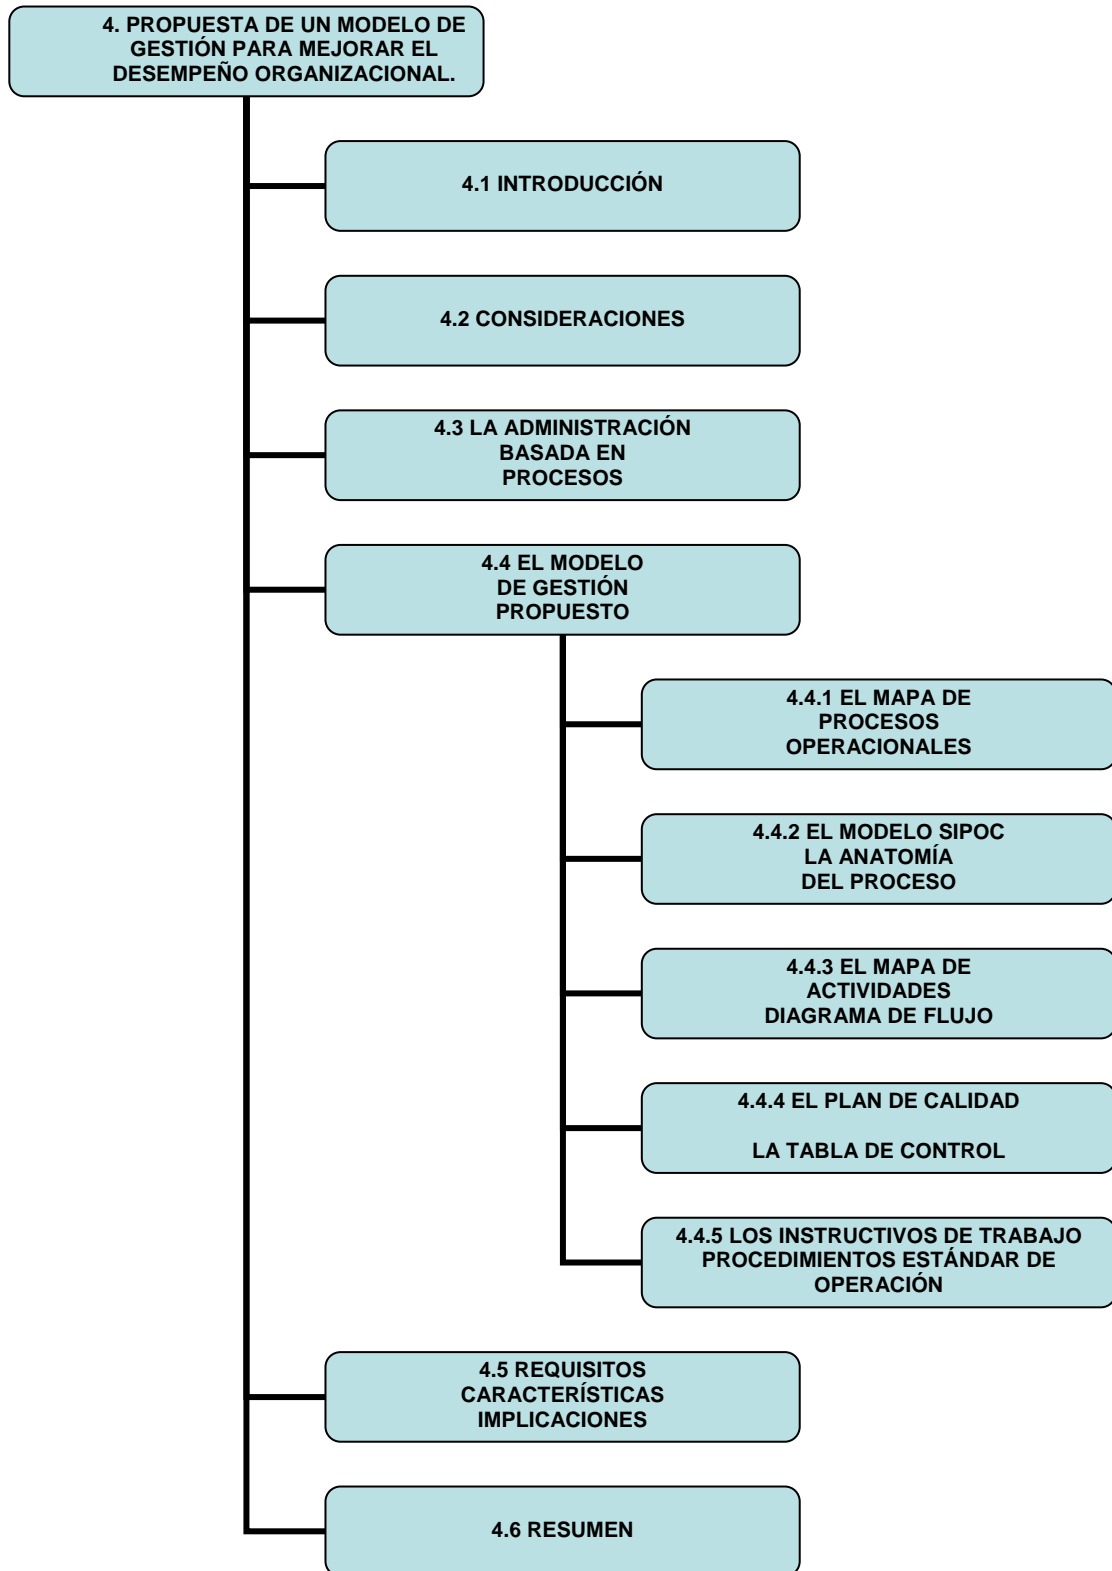 4. PROPUESTA DE UN MODELO DE
GESTIÓN PARA MEJORAR EL
DESEMPEÑO ORGANIZACIONAL.
4.1 INTRODUCCIÓN
4.2 CONSIDERACIONES
4.3 LA ADMINISTRACIÓN
BASADA EN
PROCESOS
4.4 EL MODELO
DE GESTIÓN
PROPUESTO
4.4.1 EL MAPA DE
PROCESOS
OPERACIONALES
4.4.2 EL MODELO SIPOC
LA ANATOMÍA
DEL PROCESO
4.4.3 EL MAPA DE
ACTIVIDADES
DIAGRAMA DE FLUJO
4.4.4 EL PLAN DE CALIDAD
LA TABLA DE CONTROL
4.4.5 LOS INSTRUCTIVOS DE TRABAJO
PROCEDIMIENTOS ESTÁNDAR DE
OPERACIÓN
4.5 REQUISITOS
CARACTERÍSTICAS
IMPLICACIONES
4.6 RESUMEN